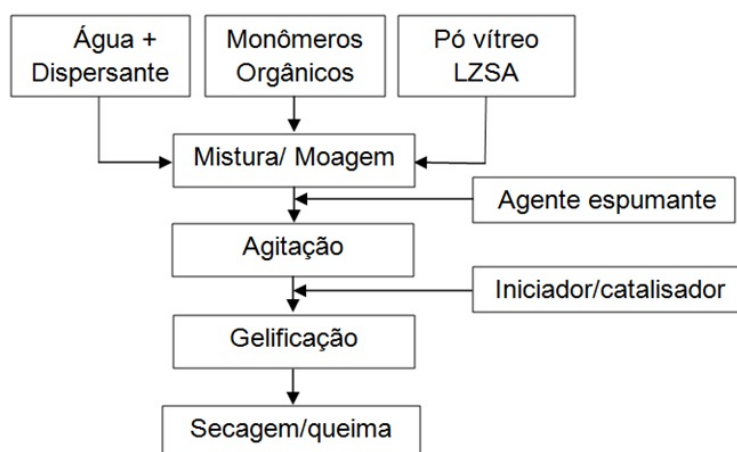 Água +
Dispersante
Monômeros
Orgânicos
Pó vítreo
LZSA
Mistura/ Moagem
Agente espumante
Agitação
Iniciador/catalisador
Gelificação
Secagem/queima